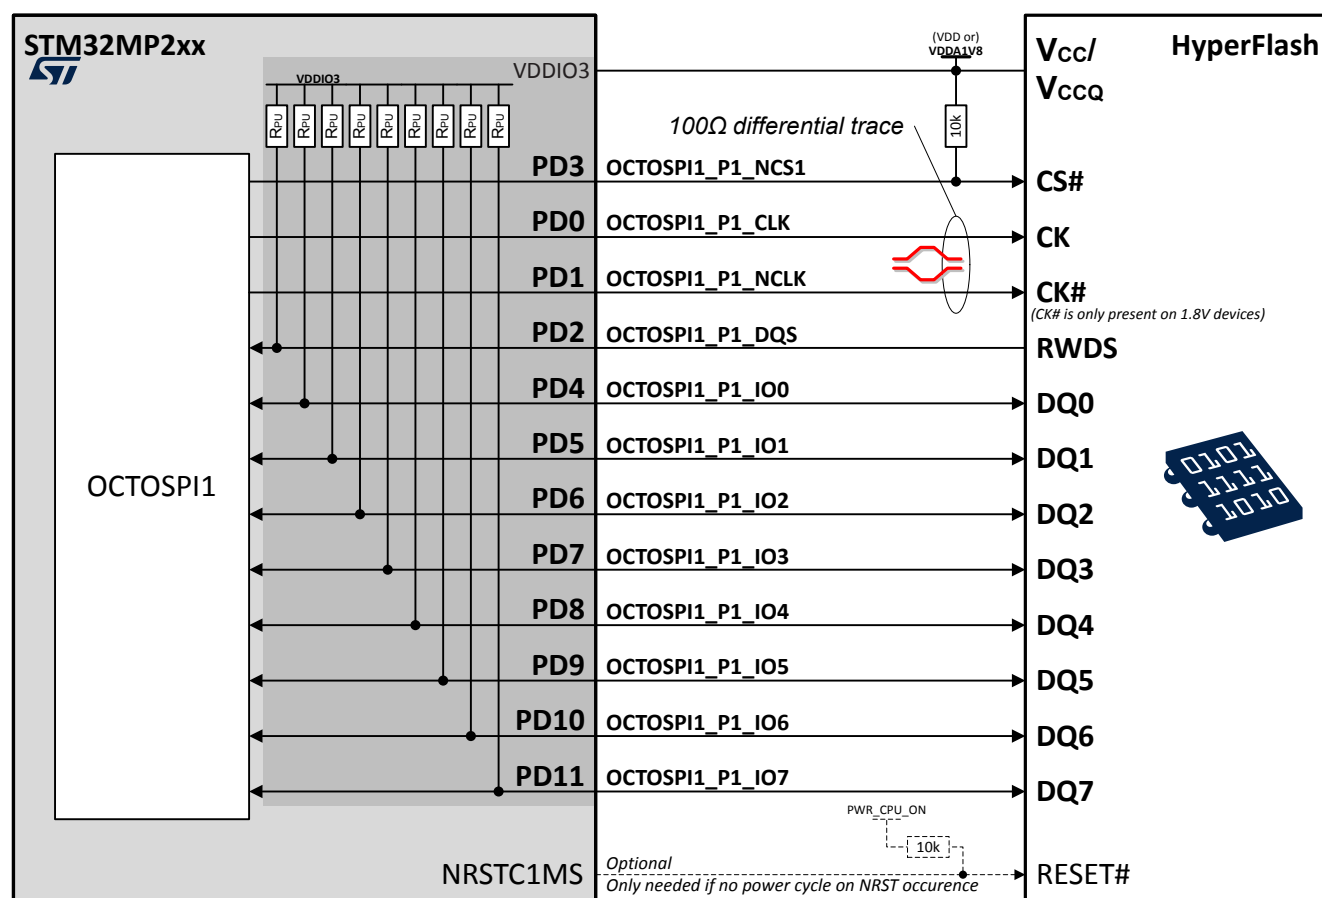 STM32MP2xx
(VDD or)
VDDA1V8
VCC/
VCCQ
HyperFlash
VDDIO3
VDDIO3
RPU
RPU
RPU
RPU
RPU
RPU
RPU
RPU
RPU
10k
100Ω differential trace
PD3
OCTOSPI1_P1_NCS1
CS#
PD0
OCTOSPI1_P1_CLK
CK
PD1
OCTOSPI1_P1_NCLK
CK#
(CK# is only present on 1.8V devices)
PD2
OCTOSPI1_P1_DQS
RWDS
PD4
OCTOSPI1_P1_IO0
DQ0
PD5
OCTOSPI1_P1_IO1
DQ1
OCTOSPI1
PD6
OCTOSPI1_P1_IO2
DQ2
0101
1111
1010
PD7
OCTOSPI1_P1_IO3
DQ3
PD8
OCTOSPI1_P1_IO4
DQ4
PD9
OCTOSPI1_P1_IO5
DQ5
PD10
OCTOSPI1_P1_IO6
DQ6
PD11
OCTOSPI1_P1_IO7
DQ7
PWR_CPU_ON
10k
NRSTC1MS
Optional
Only needed if no power cycle on NRST occurence
RESET#